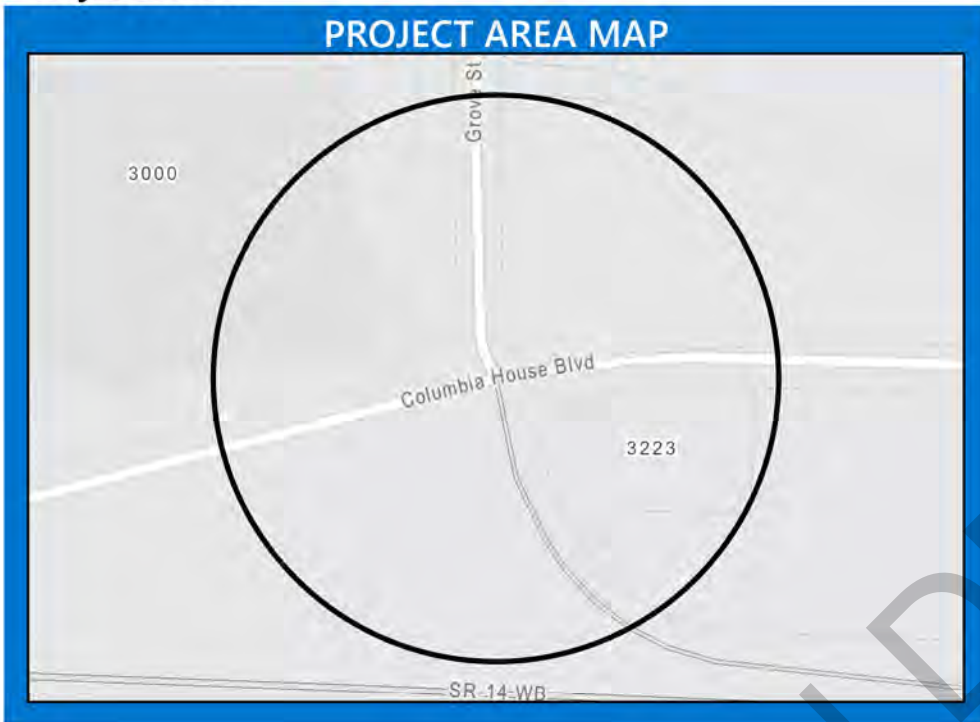 PROJECT AREA MAP
Grove St
3000
Columbia House Blvd
3223
SR 14 WB